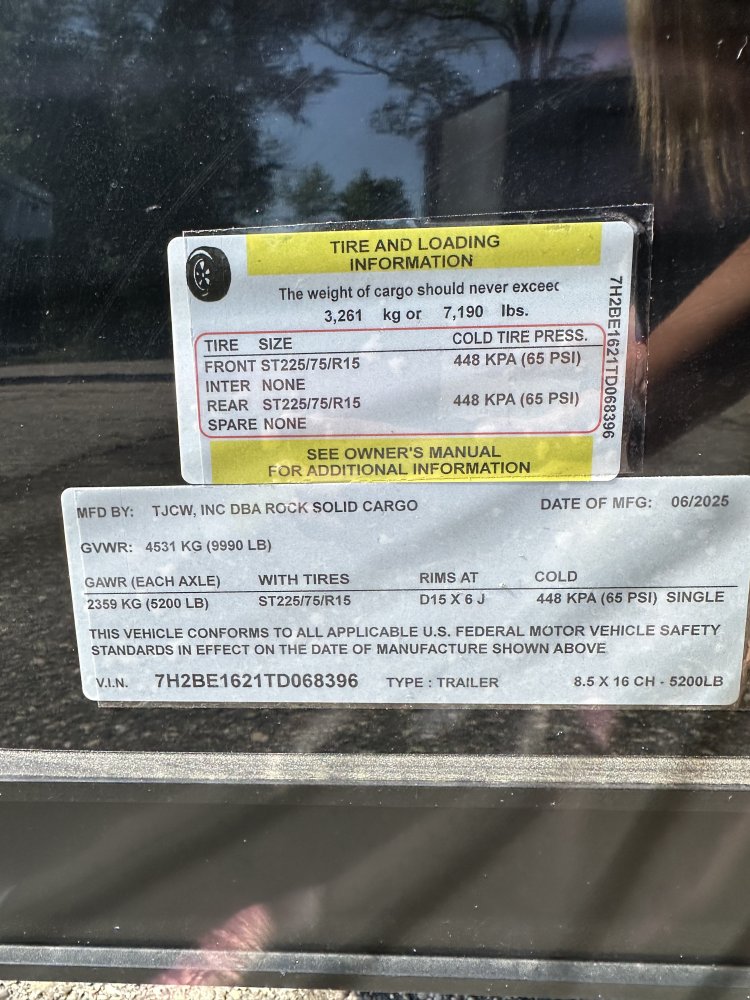 TIRE AND LOADING
INFORMATION
The weight of cargo should never exceed
3,261 kg or 7,190 lbs.
TIRE SIZE COLD TIRE PRESS.
FRONT ST225/75/R15 448 KPA (65 PSI)
INTER NONE
REAR ST225/75/R15 448 KPA (65 PSI)
SPARE NONE
SEE OWNER'S MANUAL
FOR ADDITIONAL INFORMATION
7H2BE1621TD068396
MFD BY: TJCW, INC DBA ROCK SOLID CARGO DATE OF MFG: 06/2025
GVWR: 4531 KG (9990 LB)
GAWR (EACH AXLE) WITH TIRES RIMS AT COLD
2359 KG (5200 LB) ST225/75/R15 D15 X 6 J 448 KPA (65 PSI) SINGLE
THIS VEHICLE CONFORMS TO ALL APPLICABLE U.S. FEDERAL MOTOR VEHICLE SAFETY
STANDARDS IN EFFECT ON THE DATE OF MANUFACTURE SHOWN ABOVE
V.I.N. 7H2BE1621TD068396 TYPE : TRAILER 8.5 X 16 CH - 5200LB